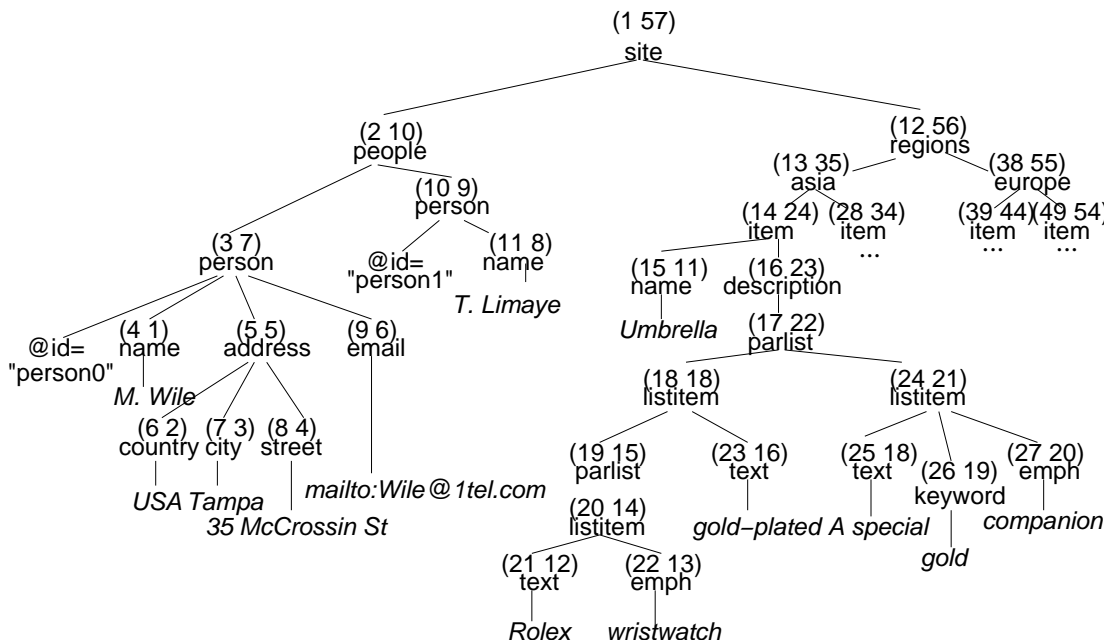 (1 57)
site
(2 10)
people
(12 56)
regions
(13 35)
asia
(38 55)
europe
(10 9)
person
(14 24)
item
(28 34)
item
...
(39 44)
item
...
(49 54)
item
...
(3 7)
person
@id=
"person1"
(11 8)
name
T. Limaye
(15 11)
name
Umbrella
(16 23)
description
(17 22)
parlist
@id=
"person0"
(4 1)
name
M. Wile
(5 5)
address
(9 6)
email
(6 2)
country
(7 3)
city
(8 4)
street
USA
Tampa
35 McCrossin St
mailto:Wile@1tel.com
(18 18)
listitem
(24 21)
listitem
(19 15)
parlist
(23 16)
text
(25 18)
text
(26 19)
keyword
(27 20)
emph
(20 14)
listitem
gold−plated
A special
gold
companion
(21 12)
text
(22 13)
emph
Rolex
wristwatch